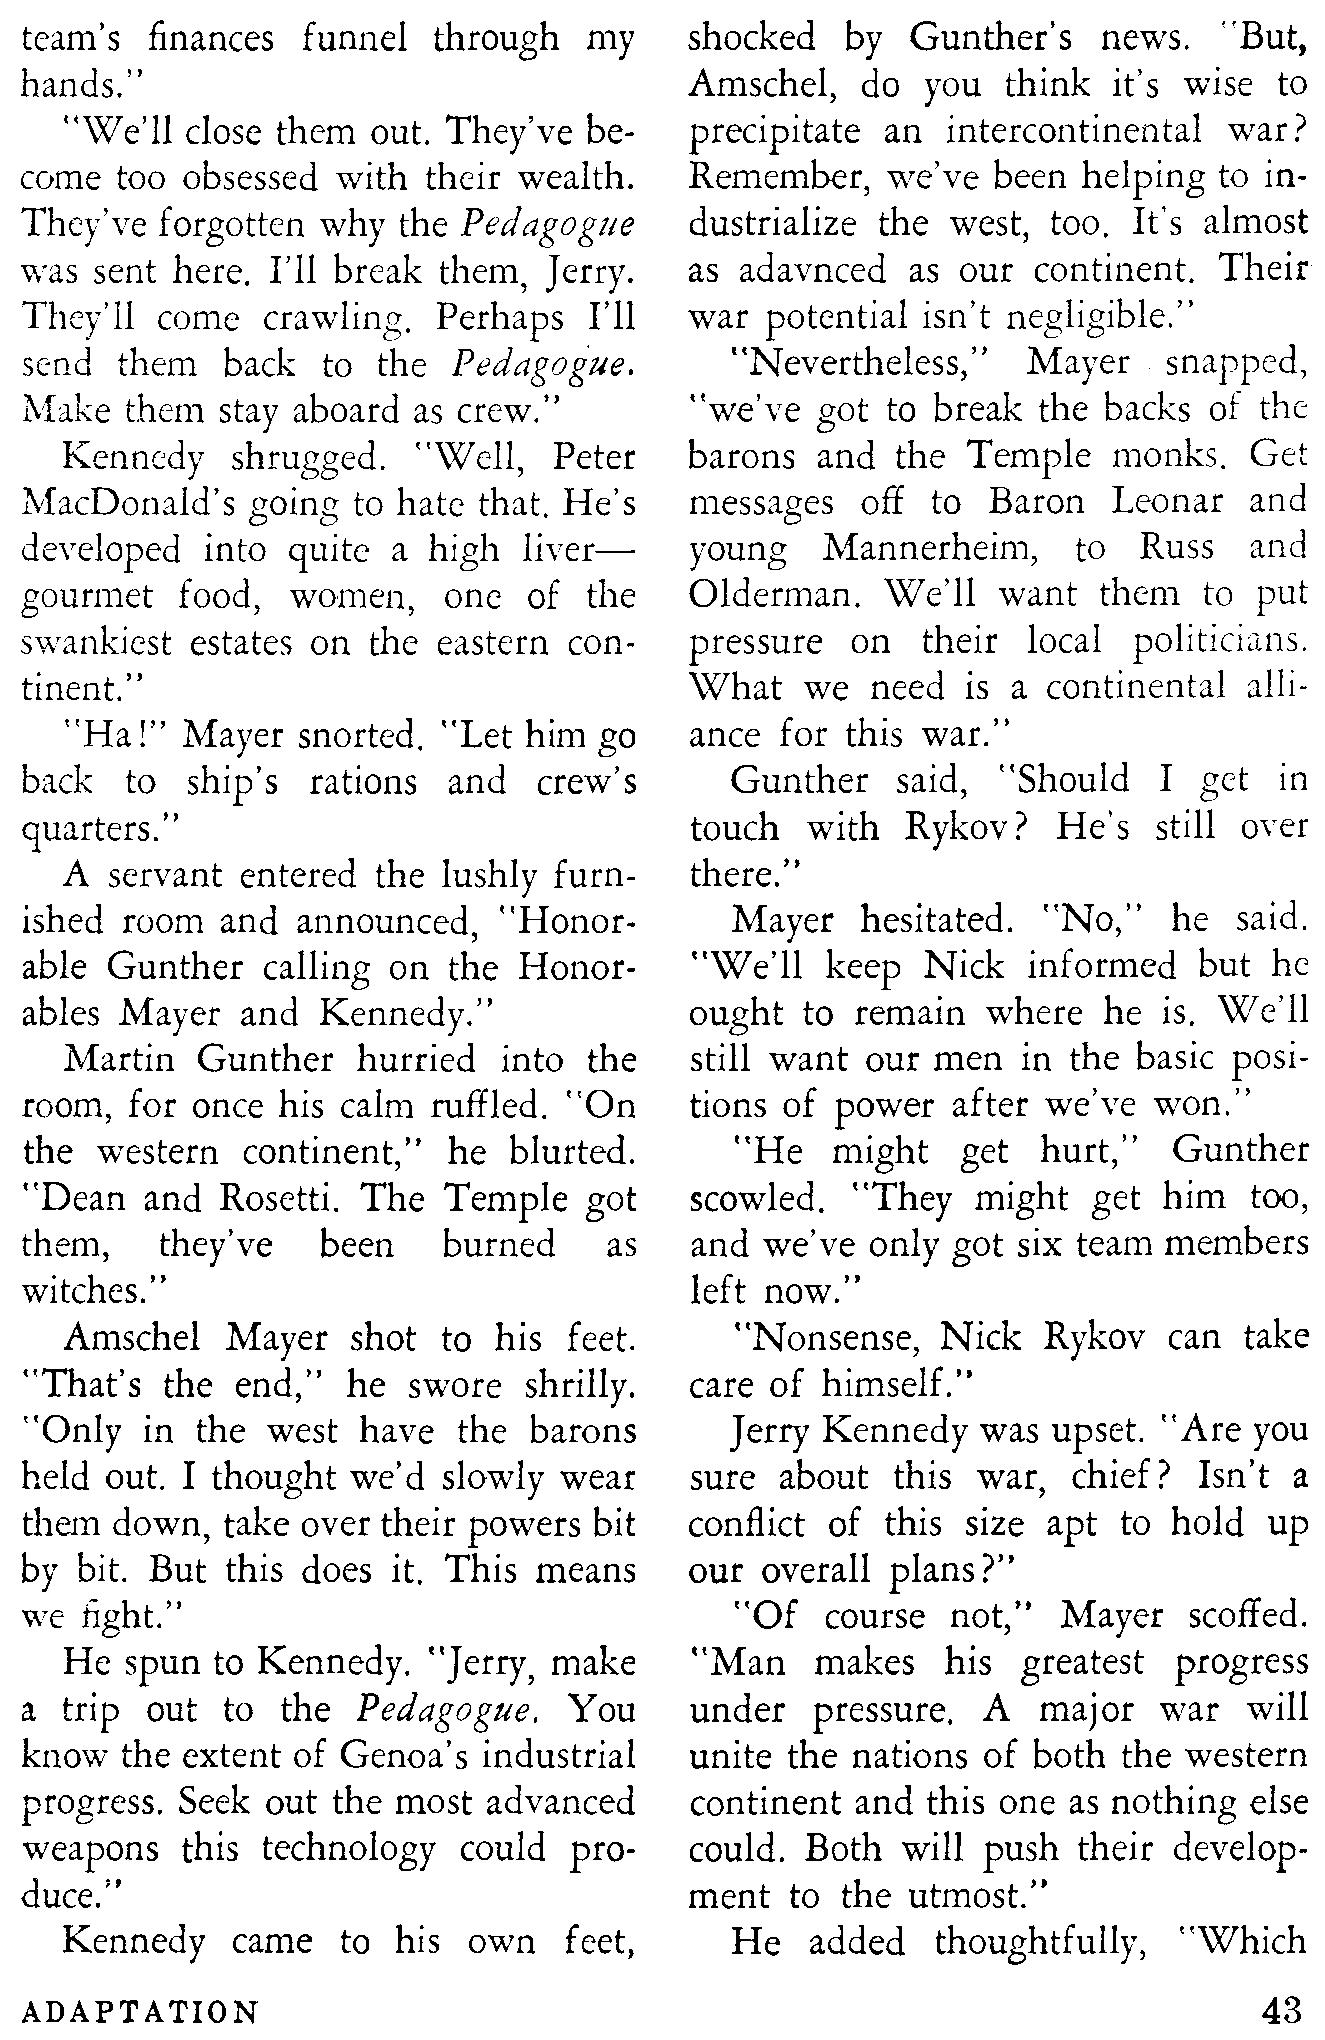 team's finances funnel through my
hands."
"We'll close them out. They've be-
come too obsessed with their wealth.
They've forgotten why the Pedagogue
was sent here. I'll break them, Jerry.
They'll come crawling. Perhaps I'll
send them back to the Pedagogue.
Make them stay aboard as crew."
Kennedy shrugged. "Well, Peter
MacDonald's going to hate that. He's
developed into quite a high liver—
gourmet food, women, one of the
swankiest estates on the eastern con-
tinent."
"Ha!" Mayer snorted. "Let him go
back to ship's rations and crew's
quarters."
A servant entered the lushly furn-
ished room and announced, "Honor-
able Gunther calling on the Honor-
ables Mayer and Kennedy."
Martin Gunther hurried into the
room, for once his calm ruffled. "On
the western continent," he blurted.
"Dean and Rosetti. The Temple got
them, they've been burned as
witches."
Amschel Mayer shot to his feet.
"That's the end," he swore shrilly.
"Only in the west have the barons
held out. I thought we'd slowly wear
them down, take over their powers bit
by bit. But this does it. This means
we fight."
He spun to Kennedy. "Jerry, make
a trip out to the Pedagogue. You
know the extent of Genoa's industrial
progress. Seek out the most advanced
weapons this technology could pro-
duce."
Kennedy came to his own feet,
shocked by Gunther's news. "But,
Amschel, do you think it's wise to
precipitate an intercontinental war?
Remember, we've been helping to in-
dustrialize the west, too. It's almost
as adavnced as our continent. Their
war potential isn't negligible."
"Nevertheless," Mayer snapped,
"we've got to break the backs of the
barons and the Temple monks. Get
messages off to Baron Leonar and
young Mannerheim, to Russ and
Olderman. We'll want them to put
pressure on their local politicians.
What we need is a continental alli-
ance for this war."
Gunther said, "Should I get in
touch with Rykov? He's still over
there."
Mayer hesitated. "No," he said.
"We'll keep Nick informed but he
ought to remain where he is. We'll
still want our men in the basic posi-
tions of power after we've won."
"He might get hurt," Gunther
scowled. "They might get him too,
and we've only got six team members
left now."
"Nonsense, Nick Rykov can take
care of himself."
Jerry Kennedy was upset. "Are you
sure about this war, chief? Isn't a
conflict of this size apt to hold up
our overall plans?"
"Of course not," Mayer scoffed.
"Man makes his greatest progress
under pressure. A major war will
unite the nations of both the western
continent and this one as nothing else
could. Both will push their develop-
ment to the utmost."
He added thoughtfully, "Which
ADAPTATION 43